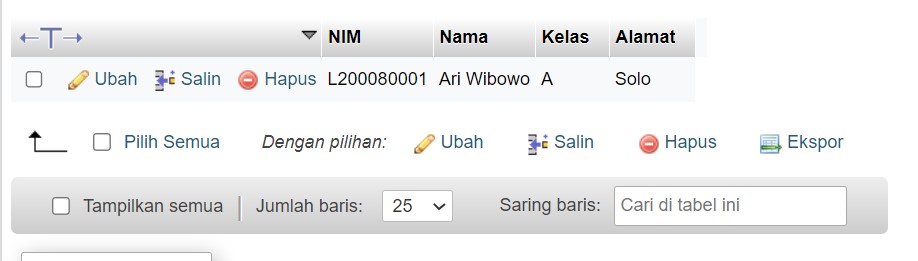 NIM Nama Kelas Alamat
Ubah Salin Hapus L200080001 Ari Wibowo A Solo
Pilih Semua Dengan pilihan: Ubah Salin Hapus Ekspor
Tampilkan semua Jumlah baris: 25 Saring baris: Cari di tabel ini